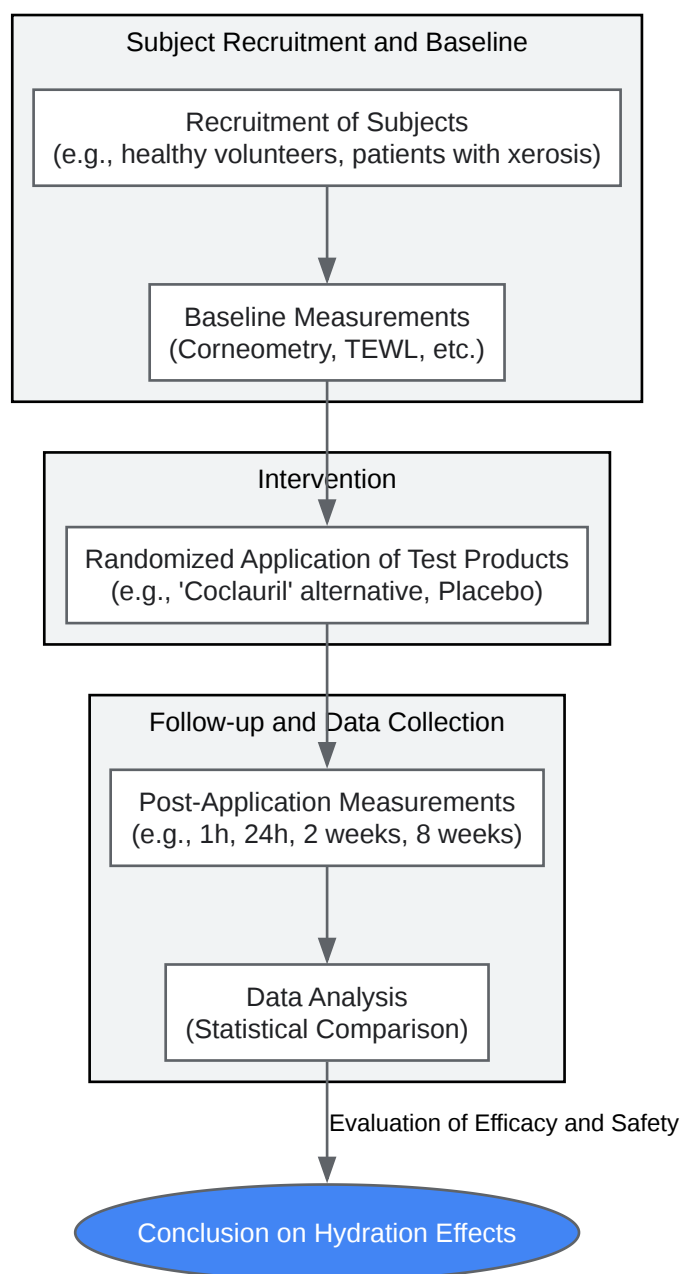 Subject Recruitment and Baseline
Recruitment of Subjects
(e.g., healthy volunteers, patients with xerosis)
Baseline Measurements
(Corneometry, TEWL, etc.)
Intervention
Randomized Application of Test Products
(e.g., 'Coclauril' alternative, Placebo)
Follow-up and Data Collection
Post-Application Measurements
(e.g., 1h, 24h, 2 weeks, 8 weeks)
Data Analysis
(Statistical Comparison)
Evaluation of Efficacy and Safety
Conclusion on Hydration Effects